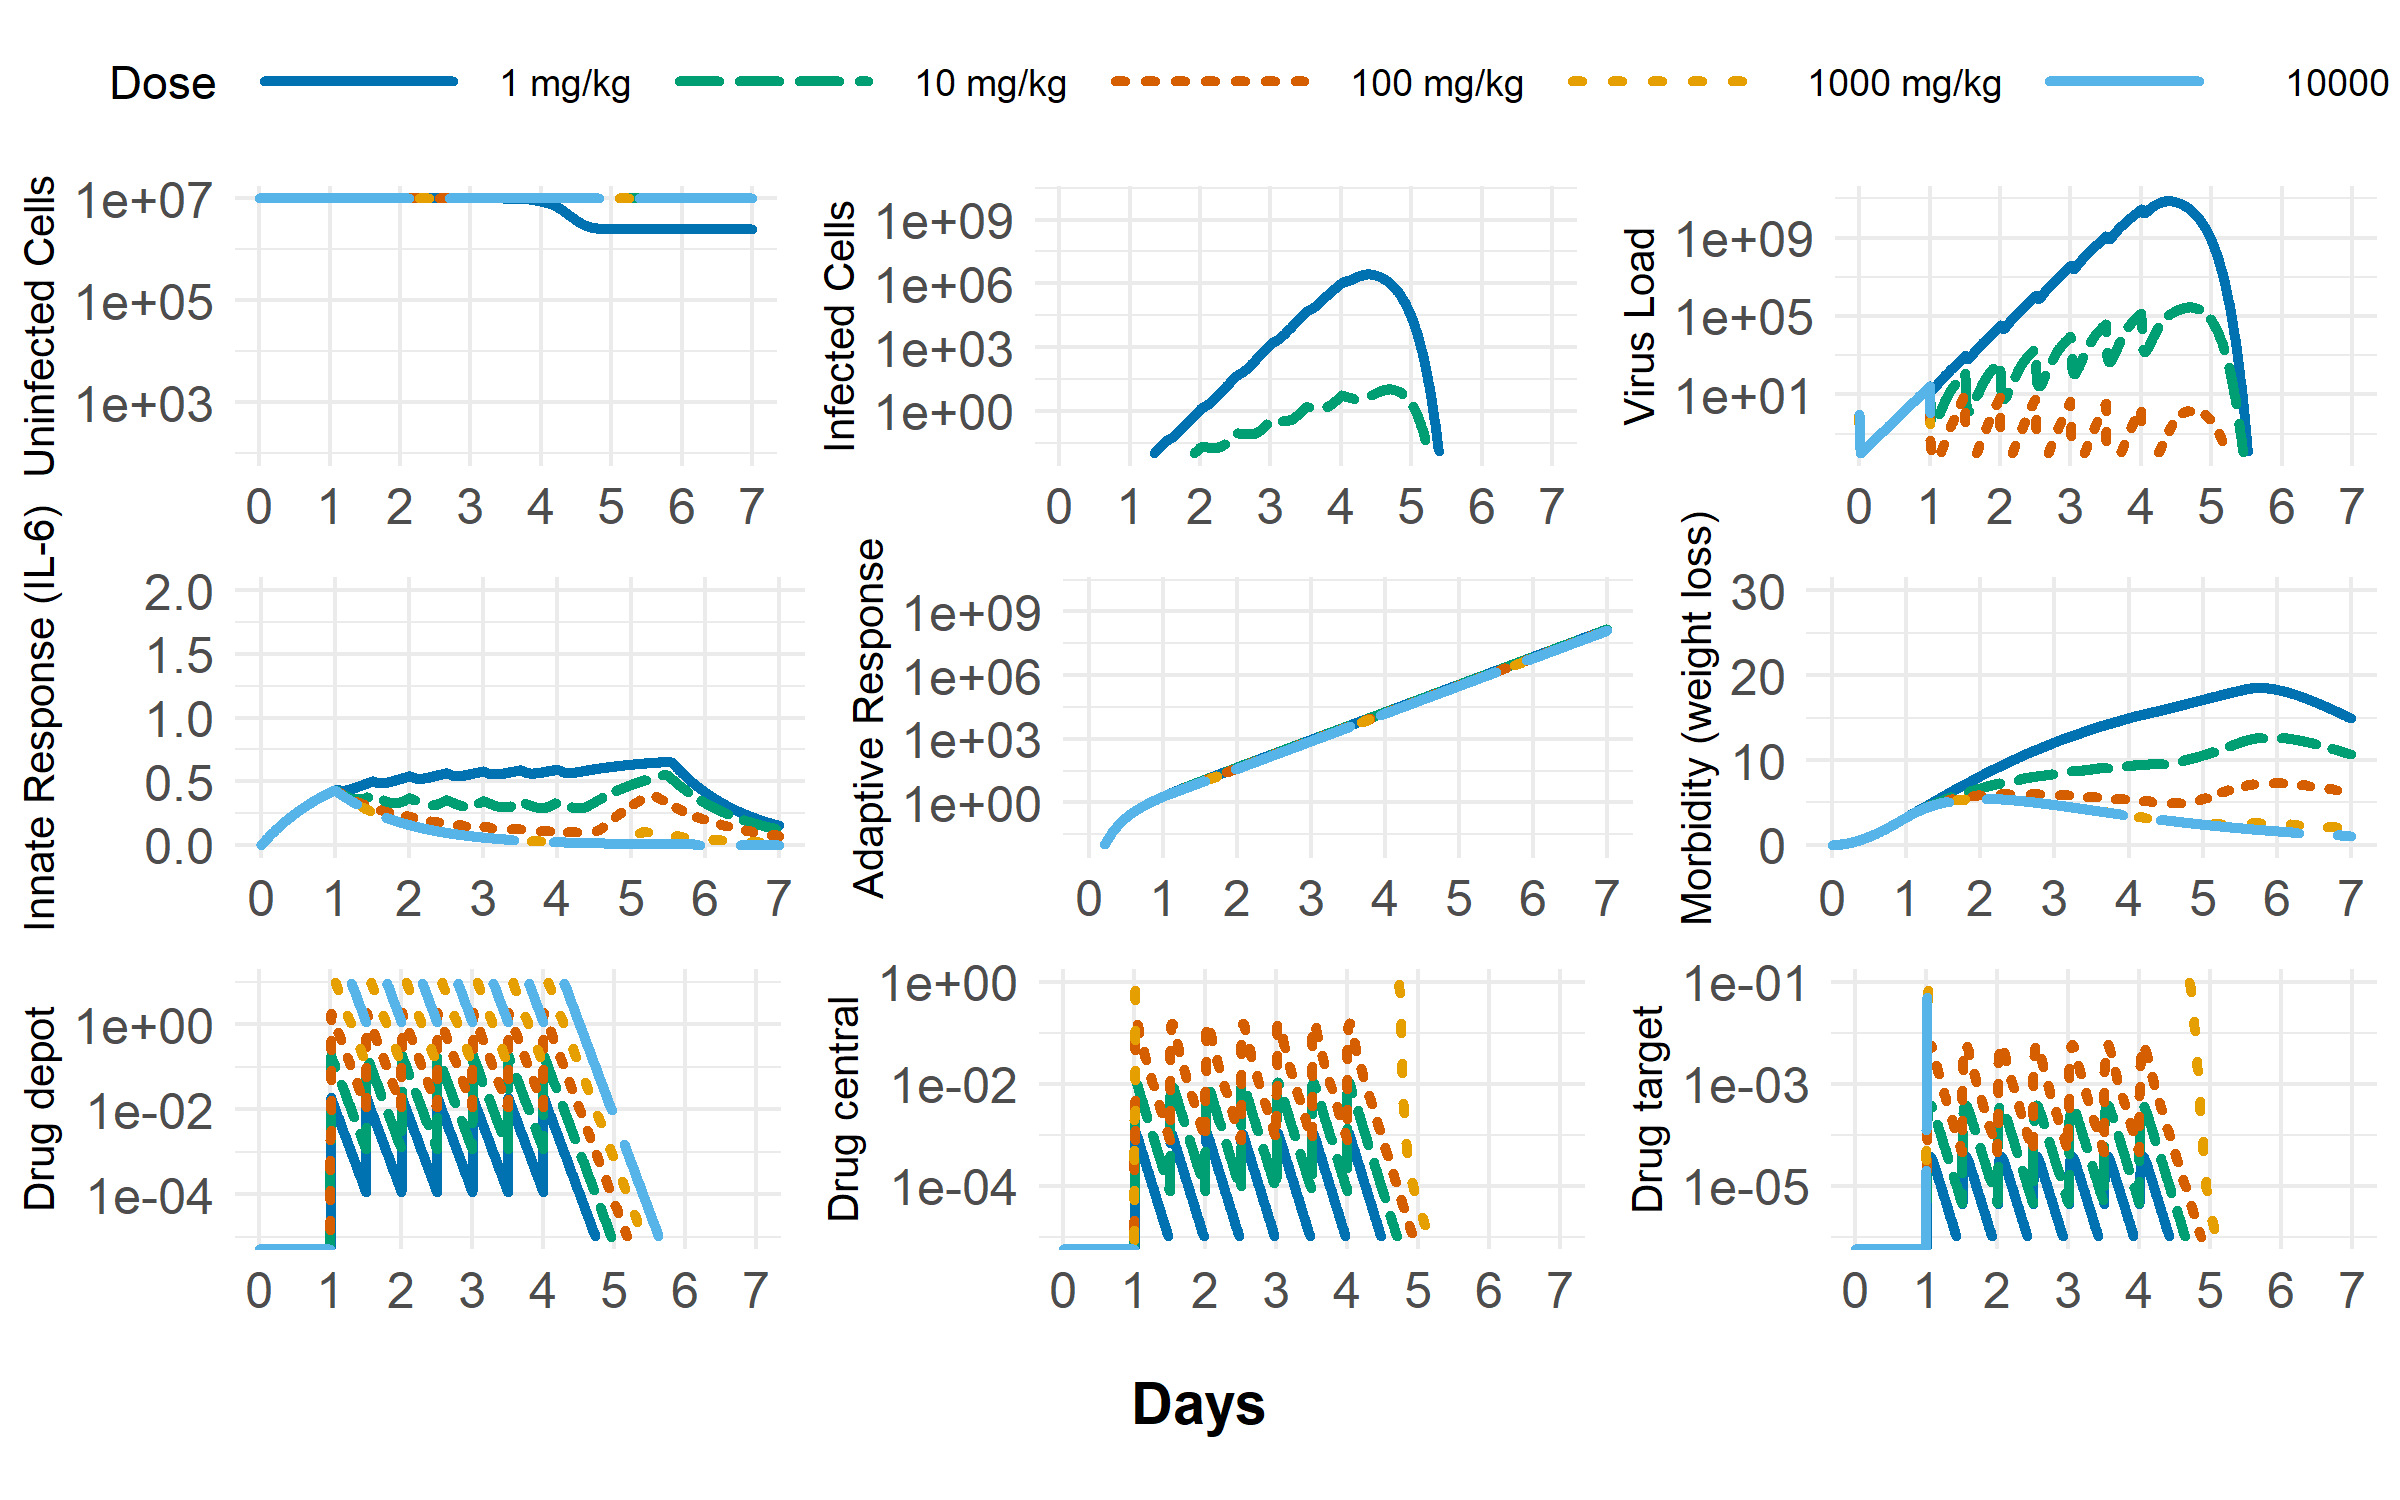 Dose 1 mg/kg 10 mg/kg 100 mg/kg 1000 mg/kg 10000
Uninfected Cells
1e+07
1e+05
1e+03
0 1 2 3 4 5 6 7
Infected Cells
1e+09
1e+06
1e+03
1e+00
0 1 2 3 4 5 6 7
Virus Load
1e+09
1e+05
1e+01
0 1 2 3 4 5 6 7
Innate Response (IL-6)
2.0
1.5
1.0
0.5
0.0
0 1 2 3 4 5 6 7
Adaptive Response
1e+09
1e+06
1e+03
1e+00
0 1 2 3 4 5 6 7
Morbidity (weight loss)
30
20
10
0
0 1 2 3 4 5 6 7
Drug depot
1e+00
1e-02
1e-04
0 1 2 3 4 5 6 7
Drug central
1e+00
1e-02
1e-04
0 1 2 3 4 5 6 7
Drug target
1e-01
1e-03
1e-05
0 1 2 3 4 5 6 7
Days